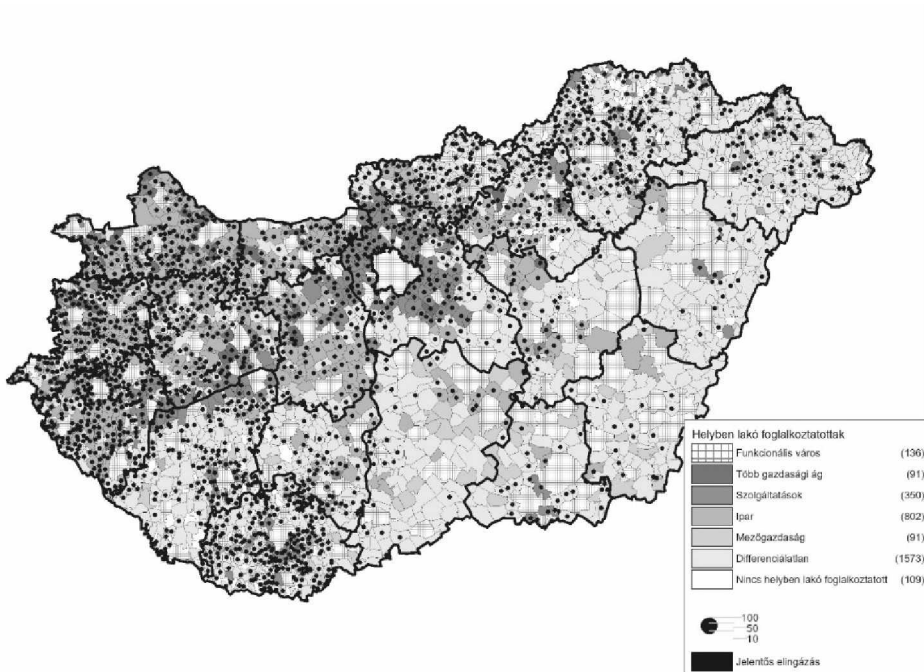 Helyben lakó foglalkoztatottak
Funkcionális város (136)
Több gazdasági ág (91)
Szolgáltatások (350)
Ipar (802)
Mezőgazdaság (91)
Differenciálatlan (1573)
Nincs helyben lakó foglalkoztatott (109)
100
50
10
Jelentős elingázás